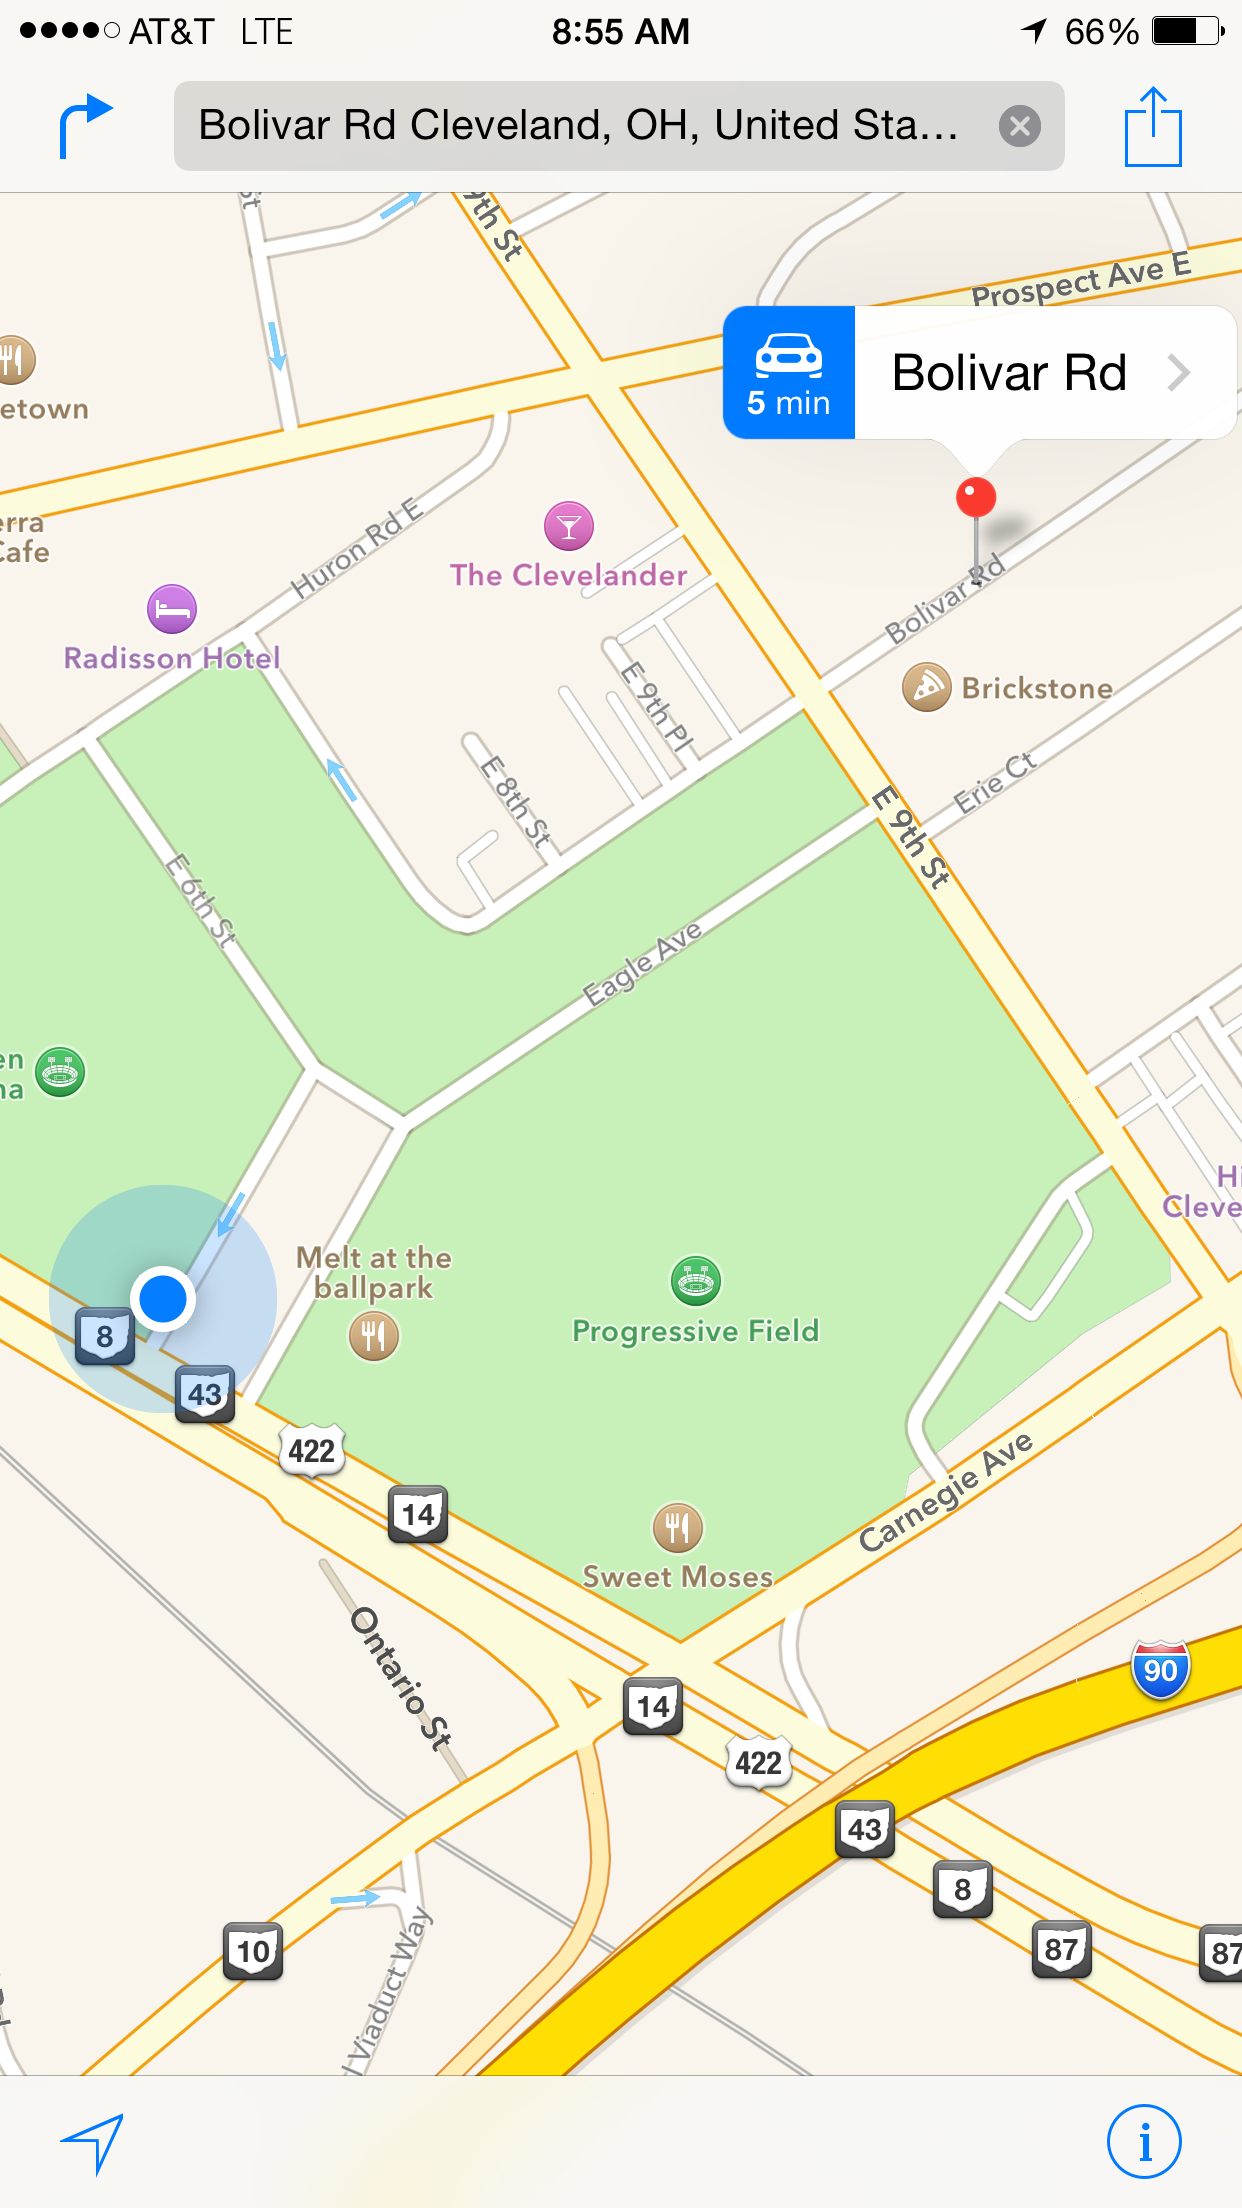 AT&T LTE 8:55 AM 66%
Bolivar Rd Cleveland, OH, United Sta...
St
9th St
Prospect Ave E
5 min
Bolivar Rd
etown
erra
Cafe
Huron Rd E
The Clevelander
Radisson Hotel
Bolivar Rd
E 9th Pl
Brickstone
E 8th St
Erie Ct
E 9th St
E 6th St
Eagle Ave
en
na
Hi
Cleve
Melt at the
ballpark
Progressive Field
8
43
422
14
Carnegie Ave
Sweet Moses
Ontario St
90
14
422
43
8
87
87
10
l Viaduct Way
i